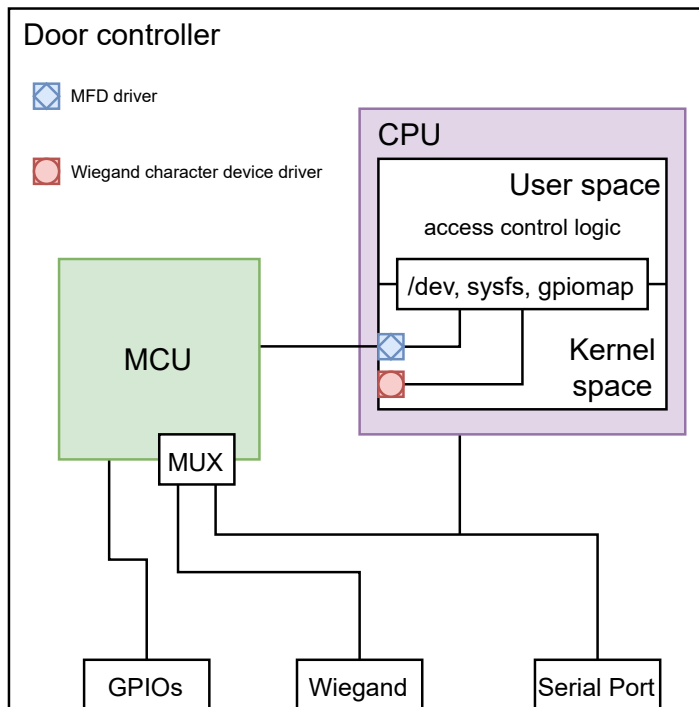 Door controller
MFD driver
Wiegand character device driver
CPU
User space
access control logic
/dev, sysfs, gpiomap
Kernel
space
MCU
MUX
GPIOs
Wiegand
Serial Port